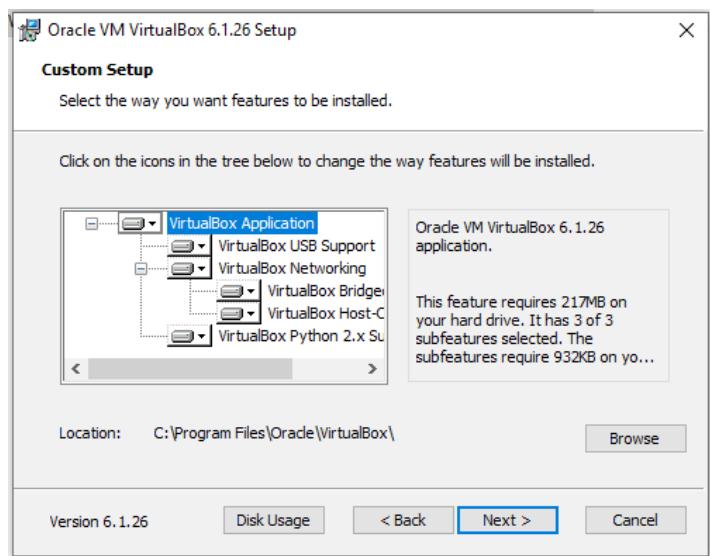 Oracle VM VirtualBox 6.1.26 Setup
Custom Setup
Select the way you want features to be installed.
Click on the icons in the tree below to change the way features will be installed.
VirtualBox Application
VirtualBox USB Support
VirtualBox Networking
VirtualBox Bridge
VirtualBox Host-C
VirtualBox Python 2.x Su
Oracle VM VirtualBox 6.1.26
application.
This feature requires 217MB on
your hard drive. It has 3 of 3
subfeatures selected. The
subfeatures require 932KB on yo...
Location: C:\Program Files\Oracle\VirtualBox\
Browse
Version 6.1.26
Disk Usage
< Back
Next >
Cancel